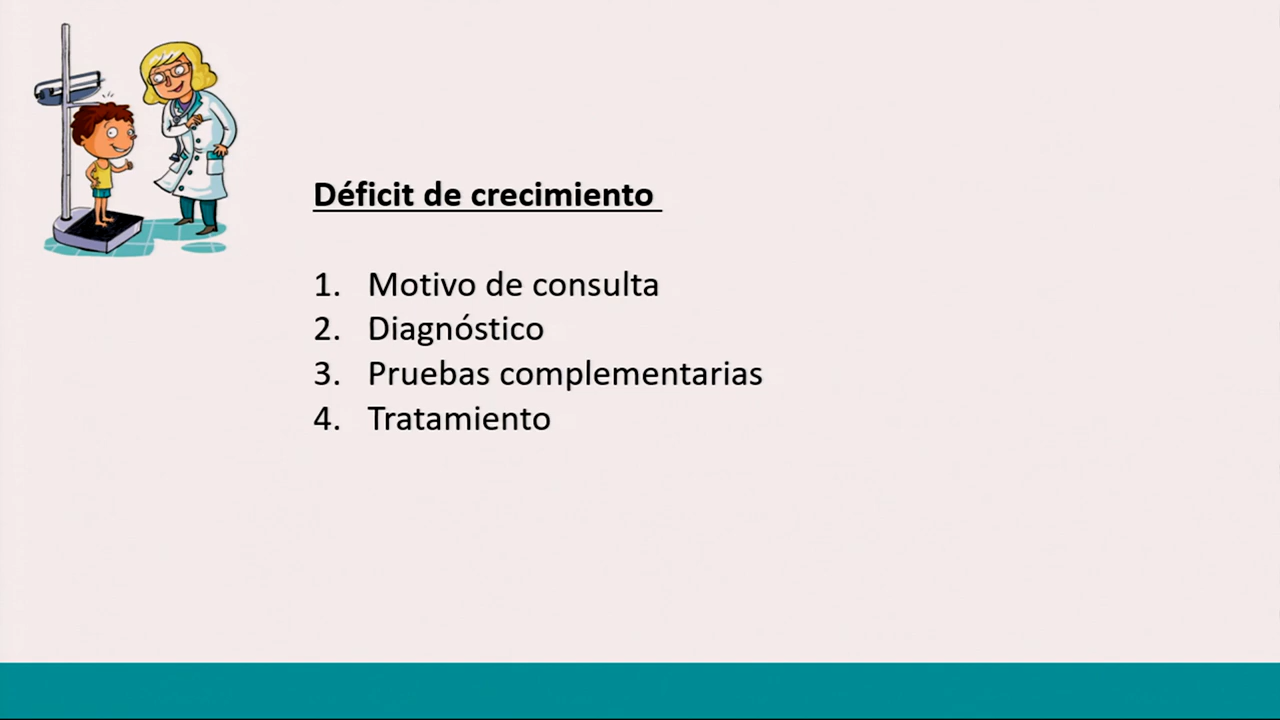 Déficit de crecimiento
1. Motivo de consulta
2. Diagnóstico
3. Pruebas complementarias
4. Tratamiento